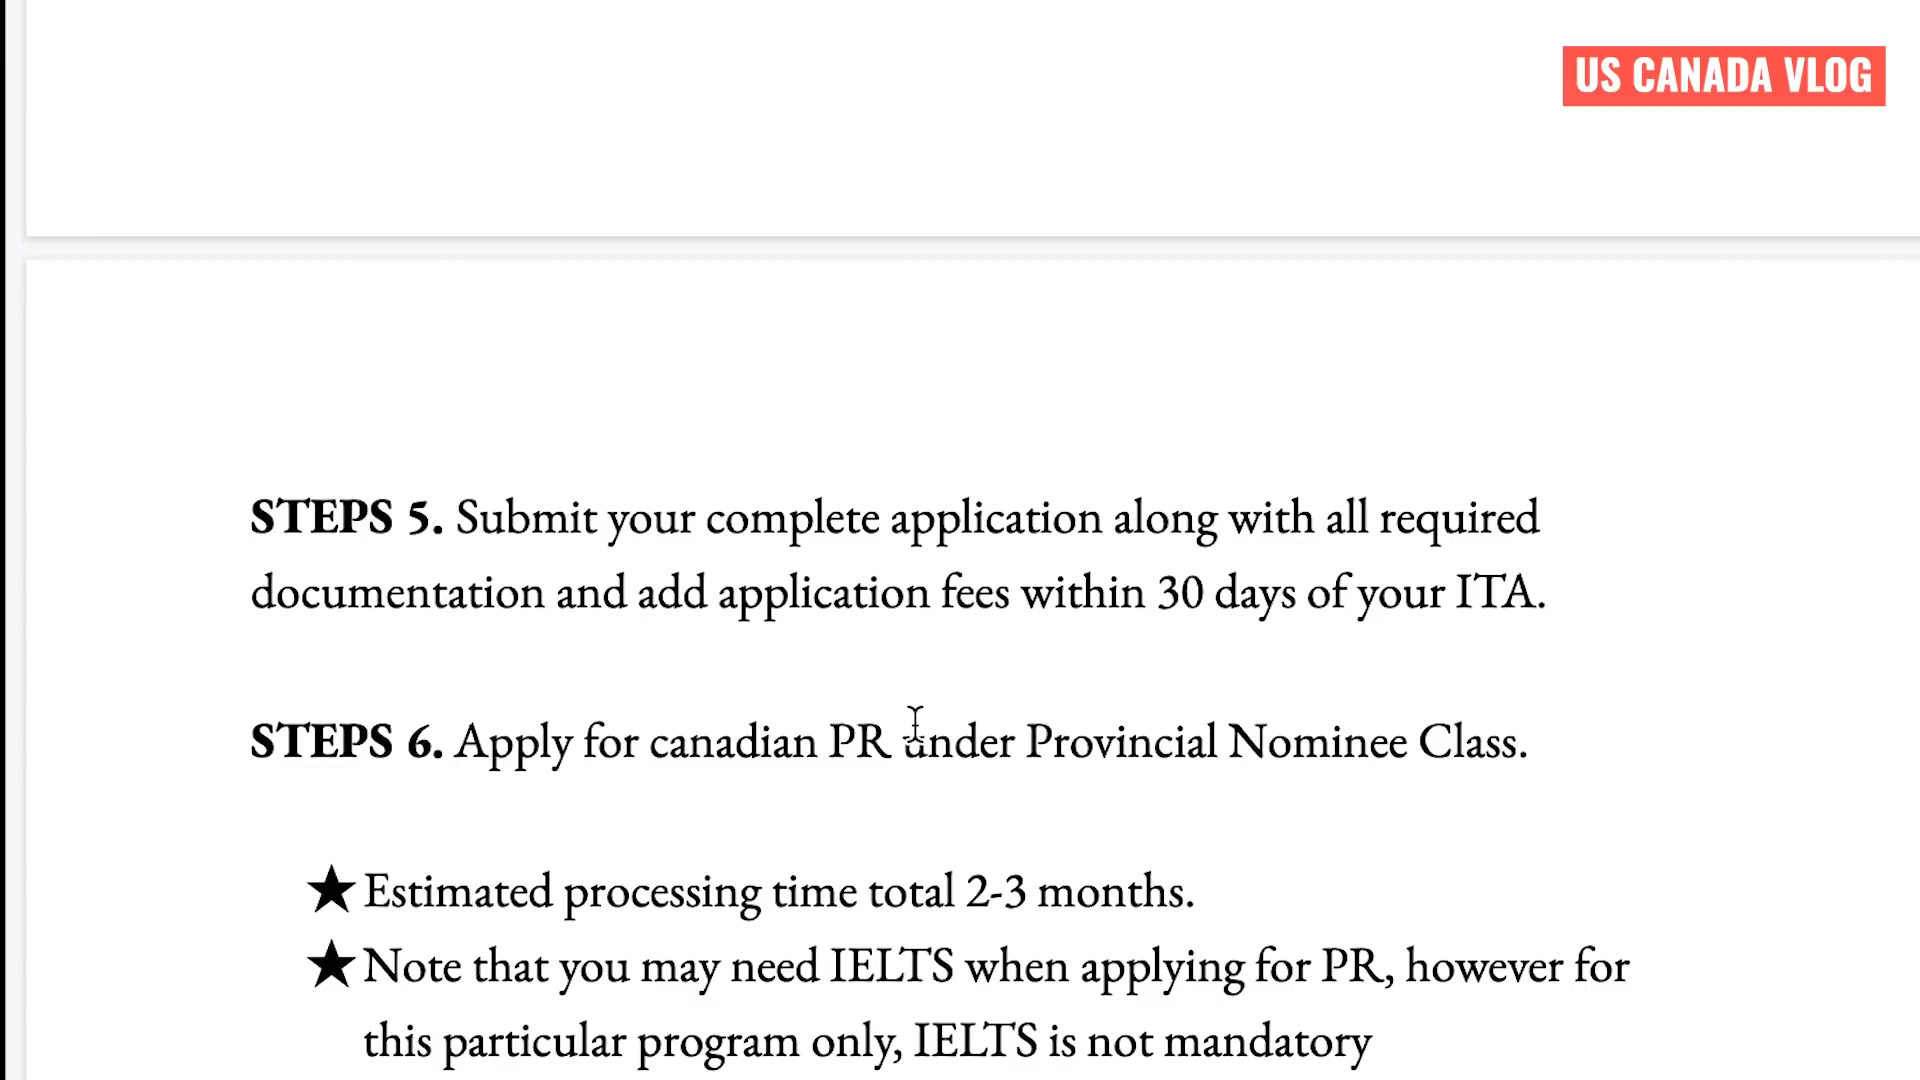 US CANADA VLOG
STEPS 5. Submit your complete application along with all required
documentation and add application fees within 30 days of your ITA.
STEPS 6. Apply for canadian PR under Provincial Nominee Class.
★ Estimated processing time total 2-3 months.
★ Note that you may need IELTS when applying for PR, however for
this particular program only, IELTS is not mandatory